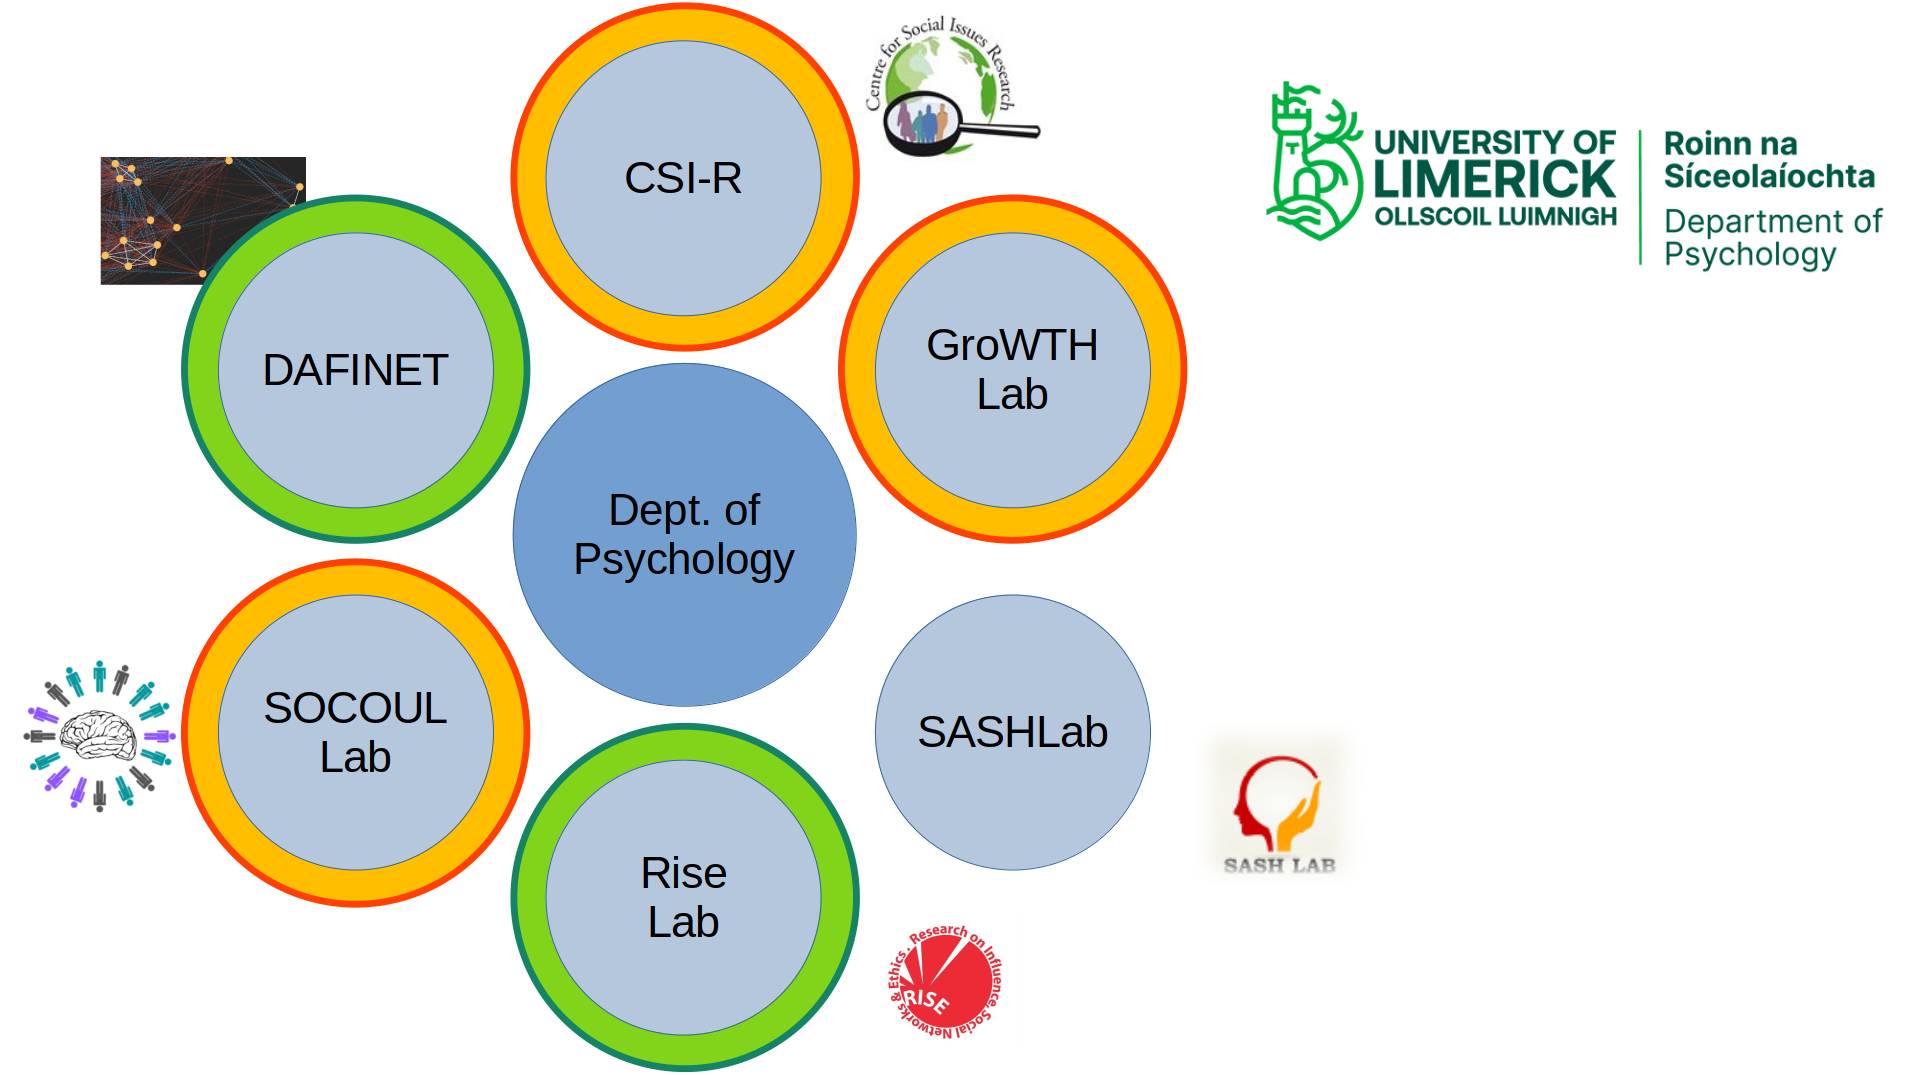 Centre for Social Issues Research
CSI-R
UNIVERSITY OF
LIMERICK
OLLSCOIL LUIMNIGH
Roinn na
Síceolaíochta
Department of
Psychology
DAFINET
GroWTH
Lab
Dept. of
Psychology
SOCOUL
Lab
SASHLab
SASH LAB
Rise
Lab
Research on Influence, Social Networks & Ethics .
RISE